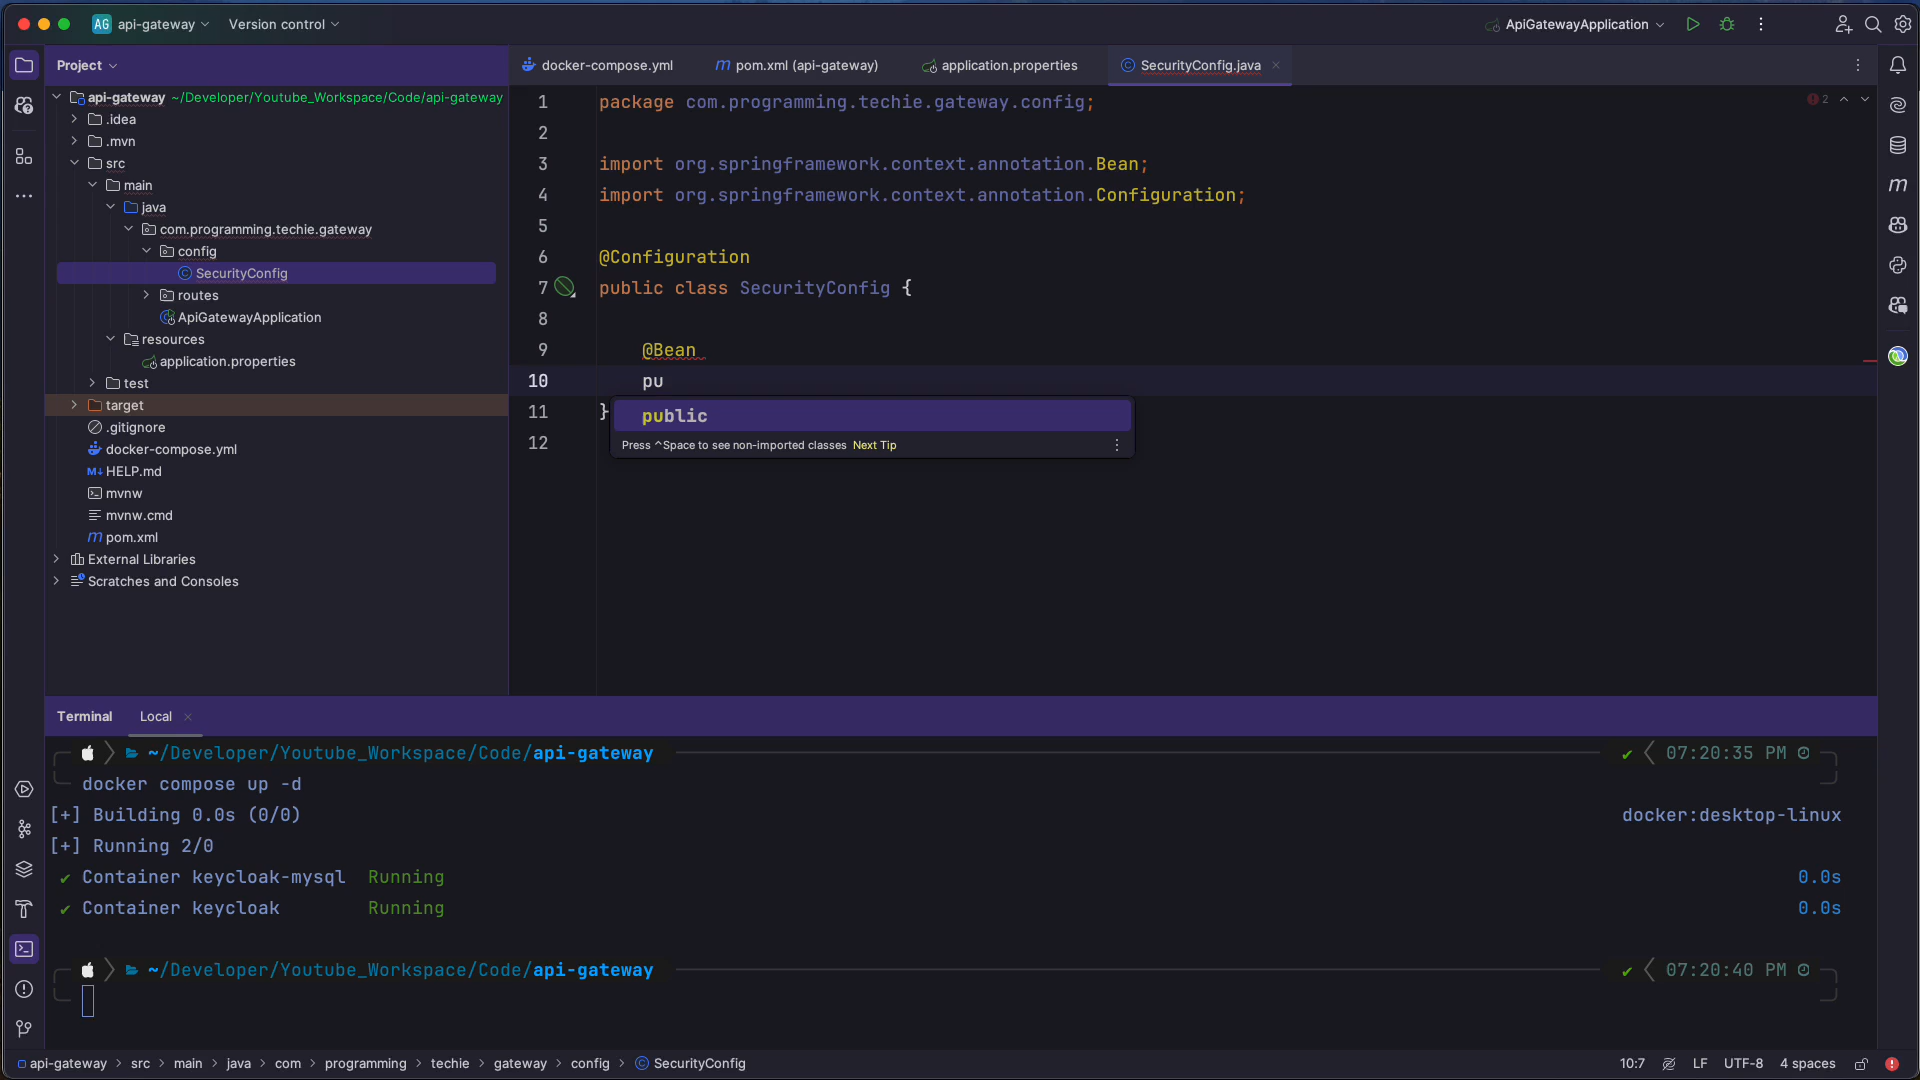 AG api-gateway Version control ApiGatewayApplication
Project
docker-compose.yml pom.xml (api-gateway) application.properties SecurityConfig.java
api-gateway ~/Developer/Youtube_Workspace/Code/api-gateway
.idea
.mvn
src
main
java
com.programming.techie.gateway
config
SecurityConfig
routes
ApiGatewayApplication
resources
application.properties
test
target
.gitignore
docker-compose.yml
HELP.md
mvnw
mvnw.cmd
pom.xml
External Libraries
Scratches and Consoles
1 package com.programming.techie.gateway.config; 2
2
3 import org.springframework.context.annotation.Bean;
4 import org.springframework.context.annotation.Configuration;
5
6 @Configuration
7 public class SecurityConfig {
8
9 @Bean
10 pu
11 }
12
public
Press ^Space to see non-imported classes Next Tip
Terminal Local
~/Developer/Youtube_Workspace/Code/api-gateway 07:20:35 PM
docker compose up -d
[+] Building 0.0s (0/0) docker:desktop-linux
[+] Running 2/0
✔ Container keycloak-mysql Running 0.0s
✔ Container keycloak Running 0.0s
~/Developer/Youtube_Workspace/Code/api-gateway 07:20:40 PM
api-gateway > src > main > java > com > programming > techie > gateway > config > SecurityConfig 10:7 LF UTF-8 4 spaces